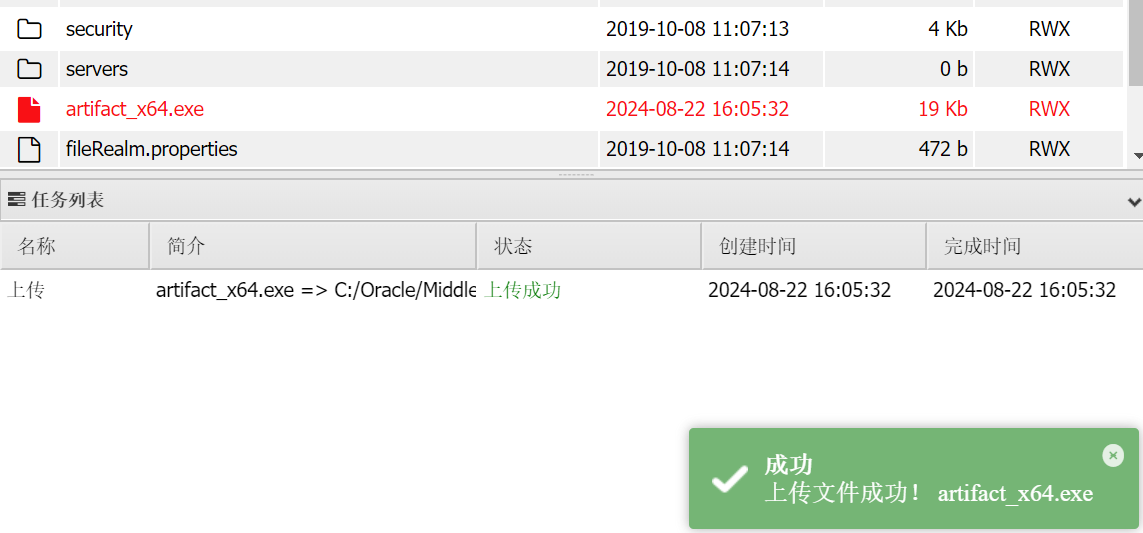 security 2019-10-08 11:07:13 4 Kb RWX
servers 2019-10-08 11:07:14 0 b RWX
artifact_x64.exe 2024-08-22 16:05:32 19 Kb RWX
fileRealm.properties 2019-10-08 11:07:14 472 b RWX
任务列表
名称 简介 状态 创建时间 完成时间
上传 artifact_x64.exe => C:/Oracle/Middle 上传成功 2024-08-22 16:05:32 2024-08-22 16:05:32
成功
上传文件成功! artifact_x64.exe